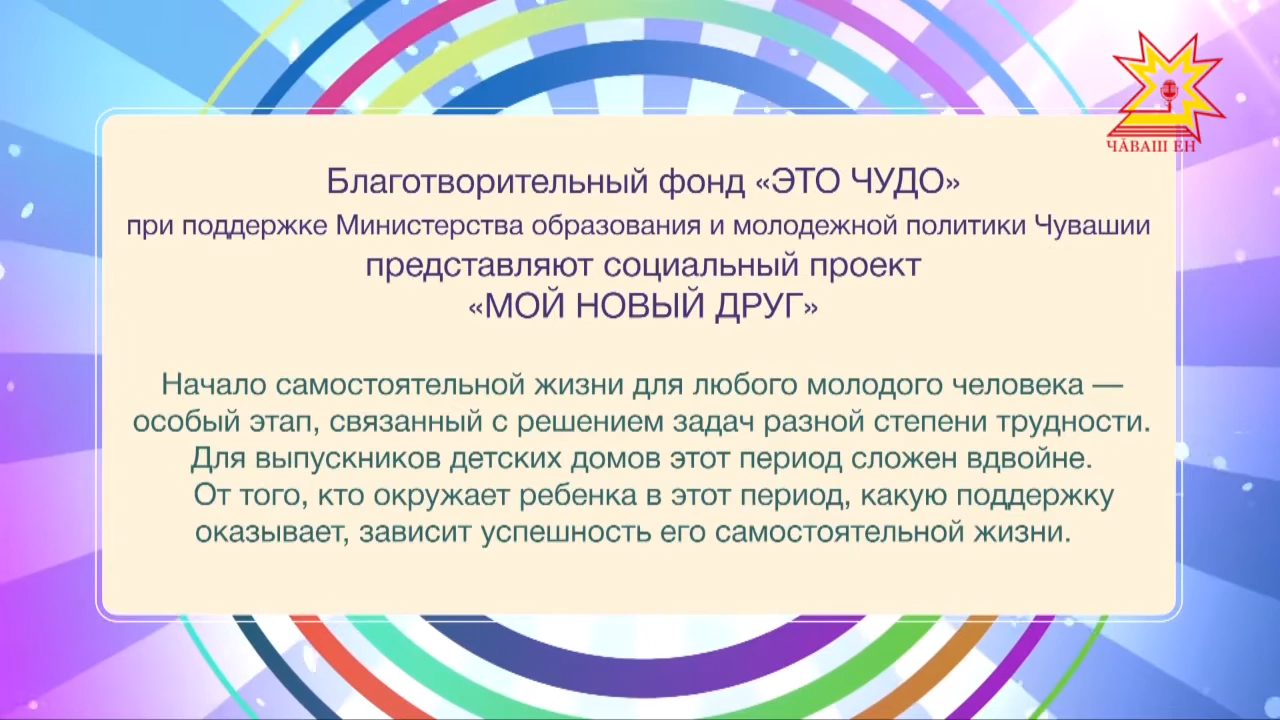 ЧӐВАШ ЕН
Благотворительный фонд «ЭТО ЧУДО»
при поддержке Министерства образования и молодежной политики Чувашии
представляют социальный проект
«МОЙ НОВЫЙ ДРУГ»
Начало самостоятельной жизни для любого молодого человека —
особый этап, связанный с решением задач разной степени трудности.
Для выпускников детских домов этот период сложен вдвойне.
От того, кто окружает ребенка в этот период, какую поддержку
оказывает, зависит успешность его самостоятельной жизни.